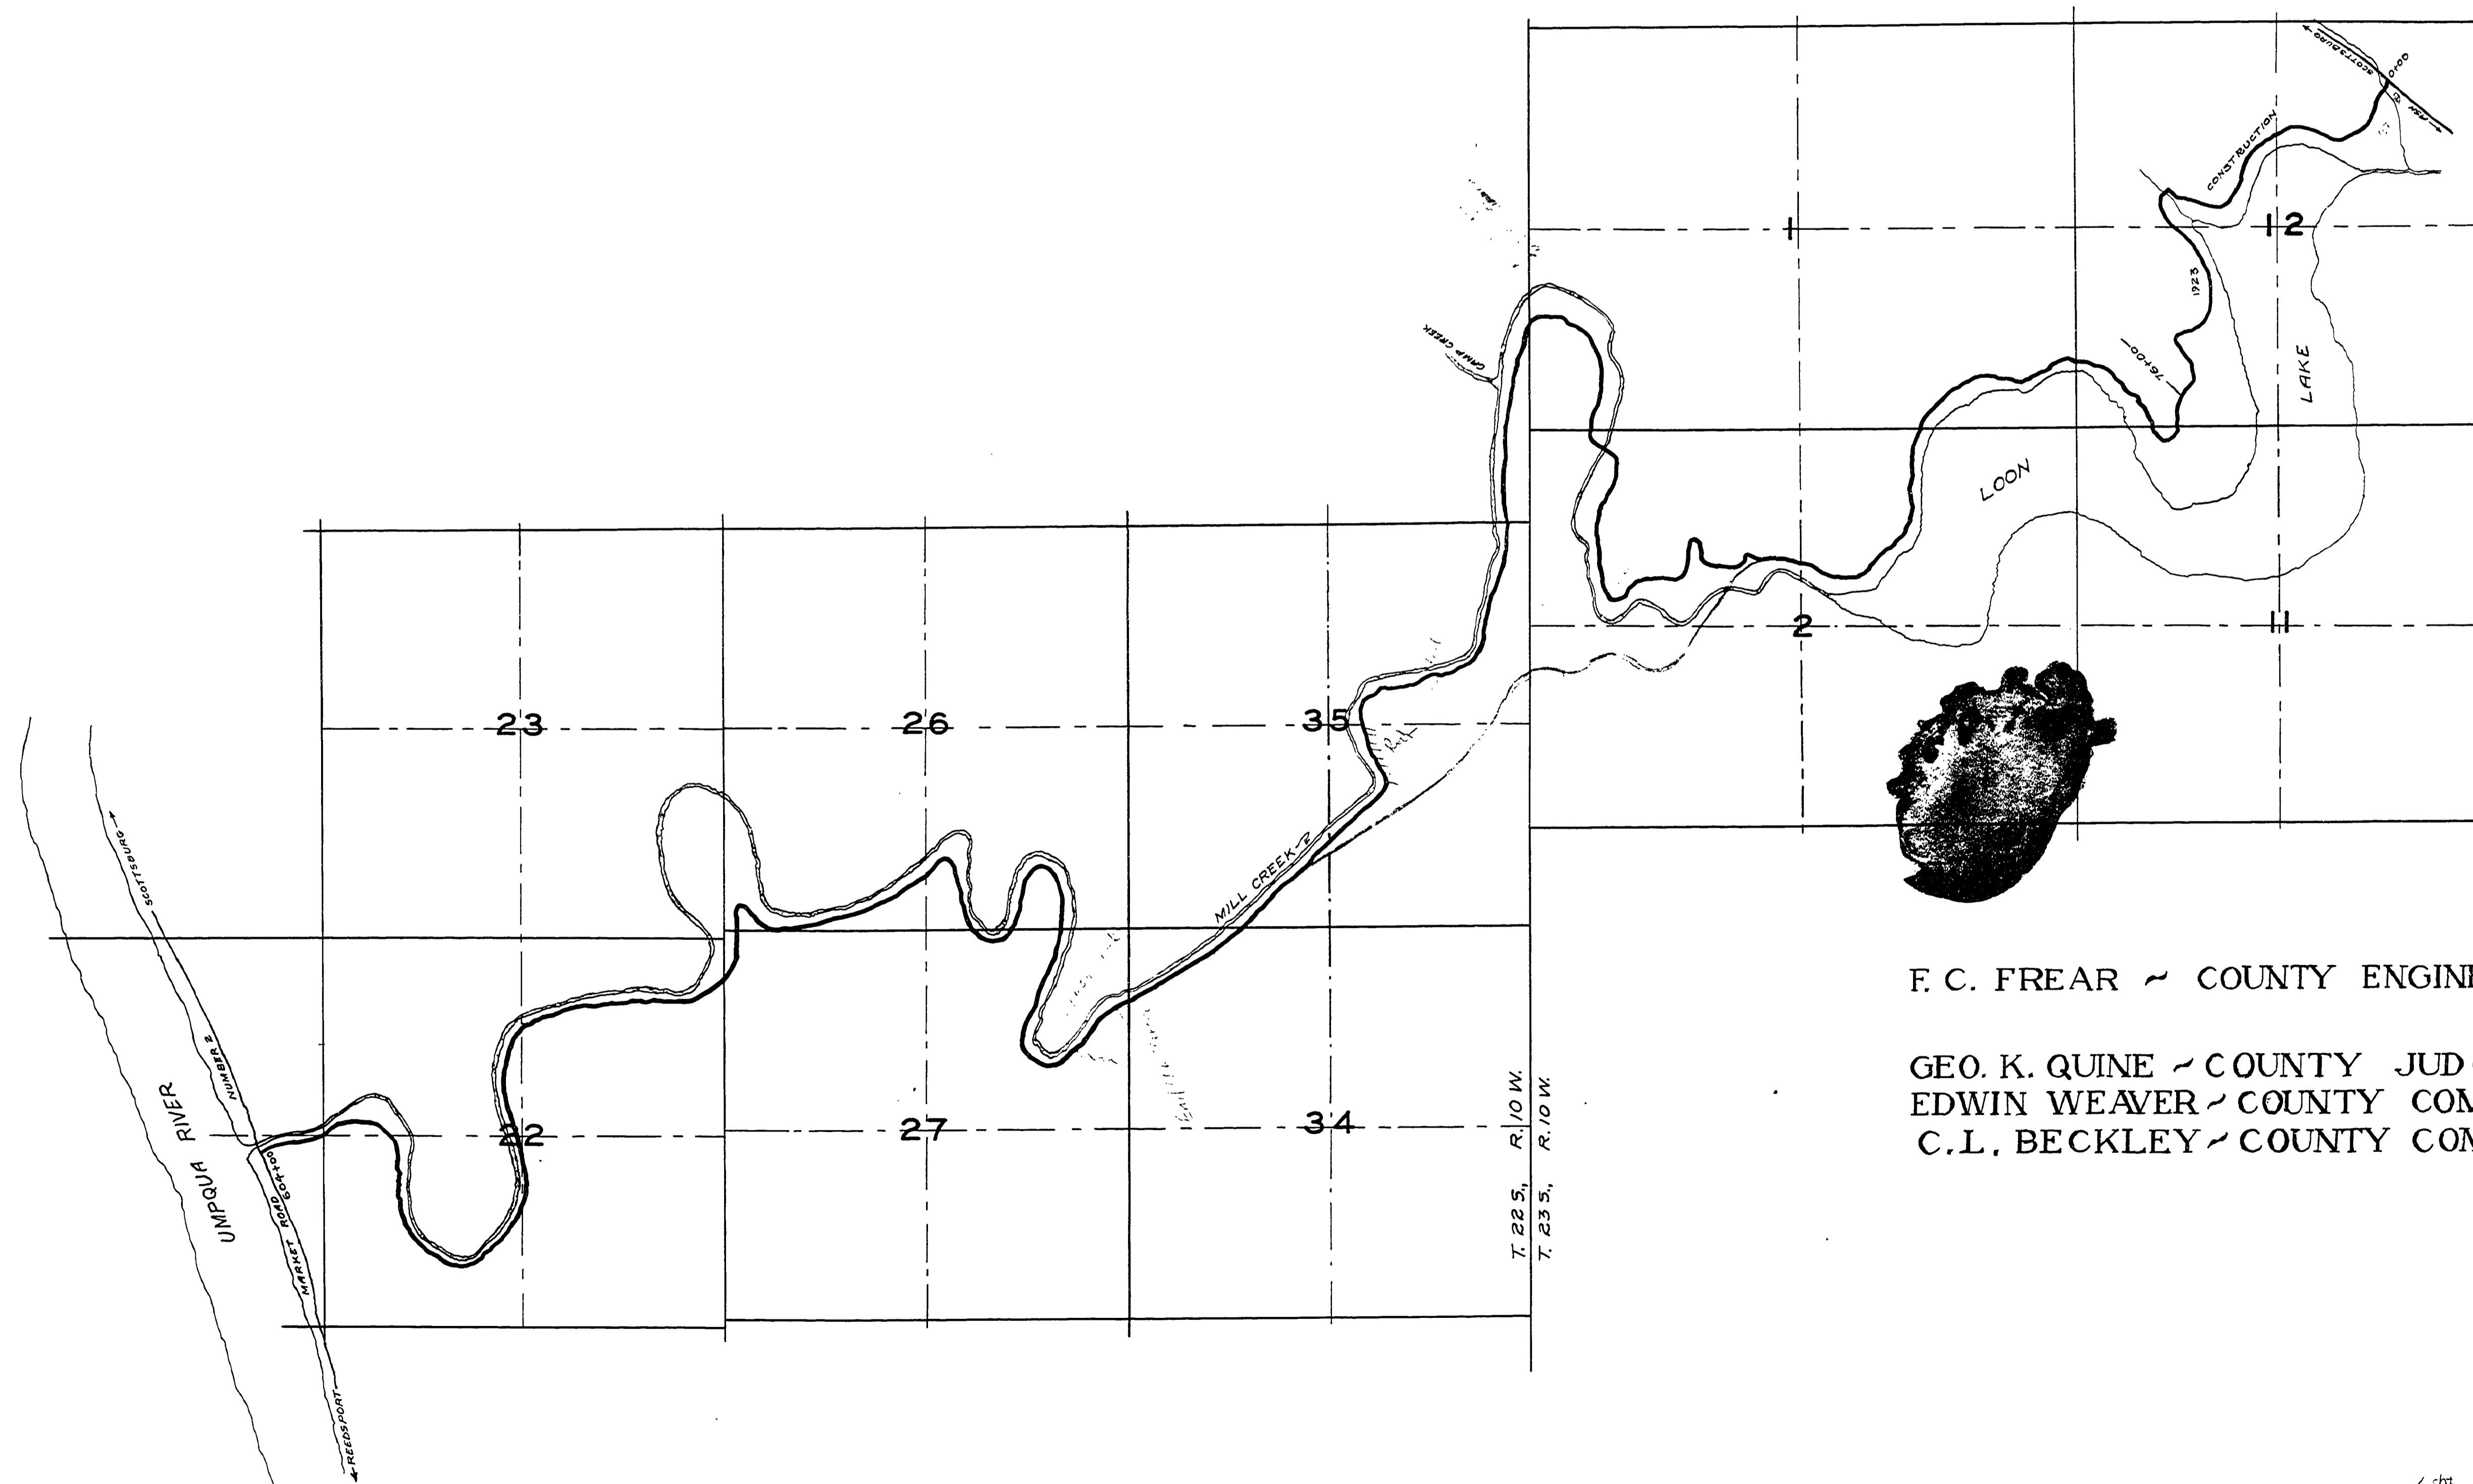 SCOTTSBURG
0+00
ASH
CONSTRUCTION
1
12
1923
CAMP CREEK
76+00
LAKE
LOON
2
11
23
26
35
Rock
SCOTTSBURG
MILL CREEK
F. C. FREAR ~ COUNTY ENGINE
NUMBER 2
GEO. K. QUINE ~ COUNTY JUD
UMPQUA RIVER
EDWIN WEAVER ~ COUNTY COM
22
27
34
C. L. BECKLEY ~ COUNTY COM
T. 22 S., R. 10 W.
T. 23 S., R. 10 W.
604+00
MARKET ROAD
REEDSPORT